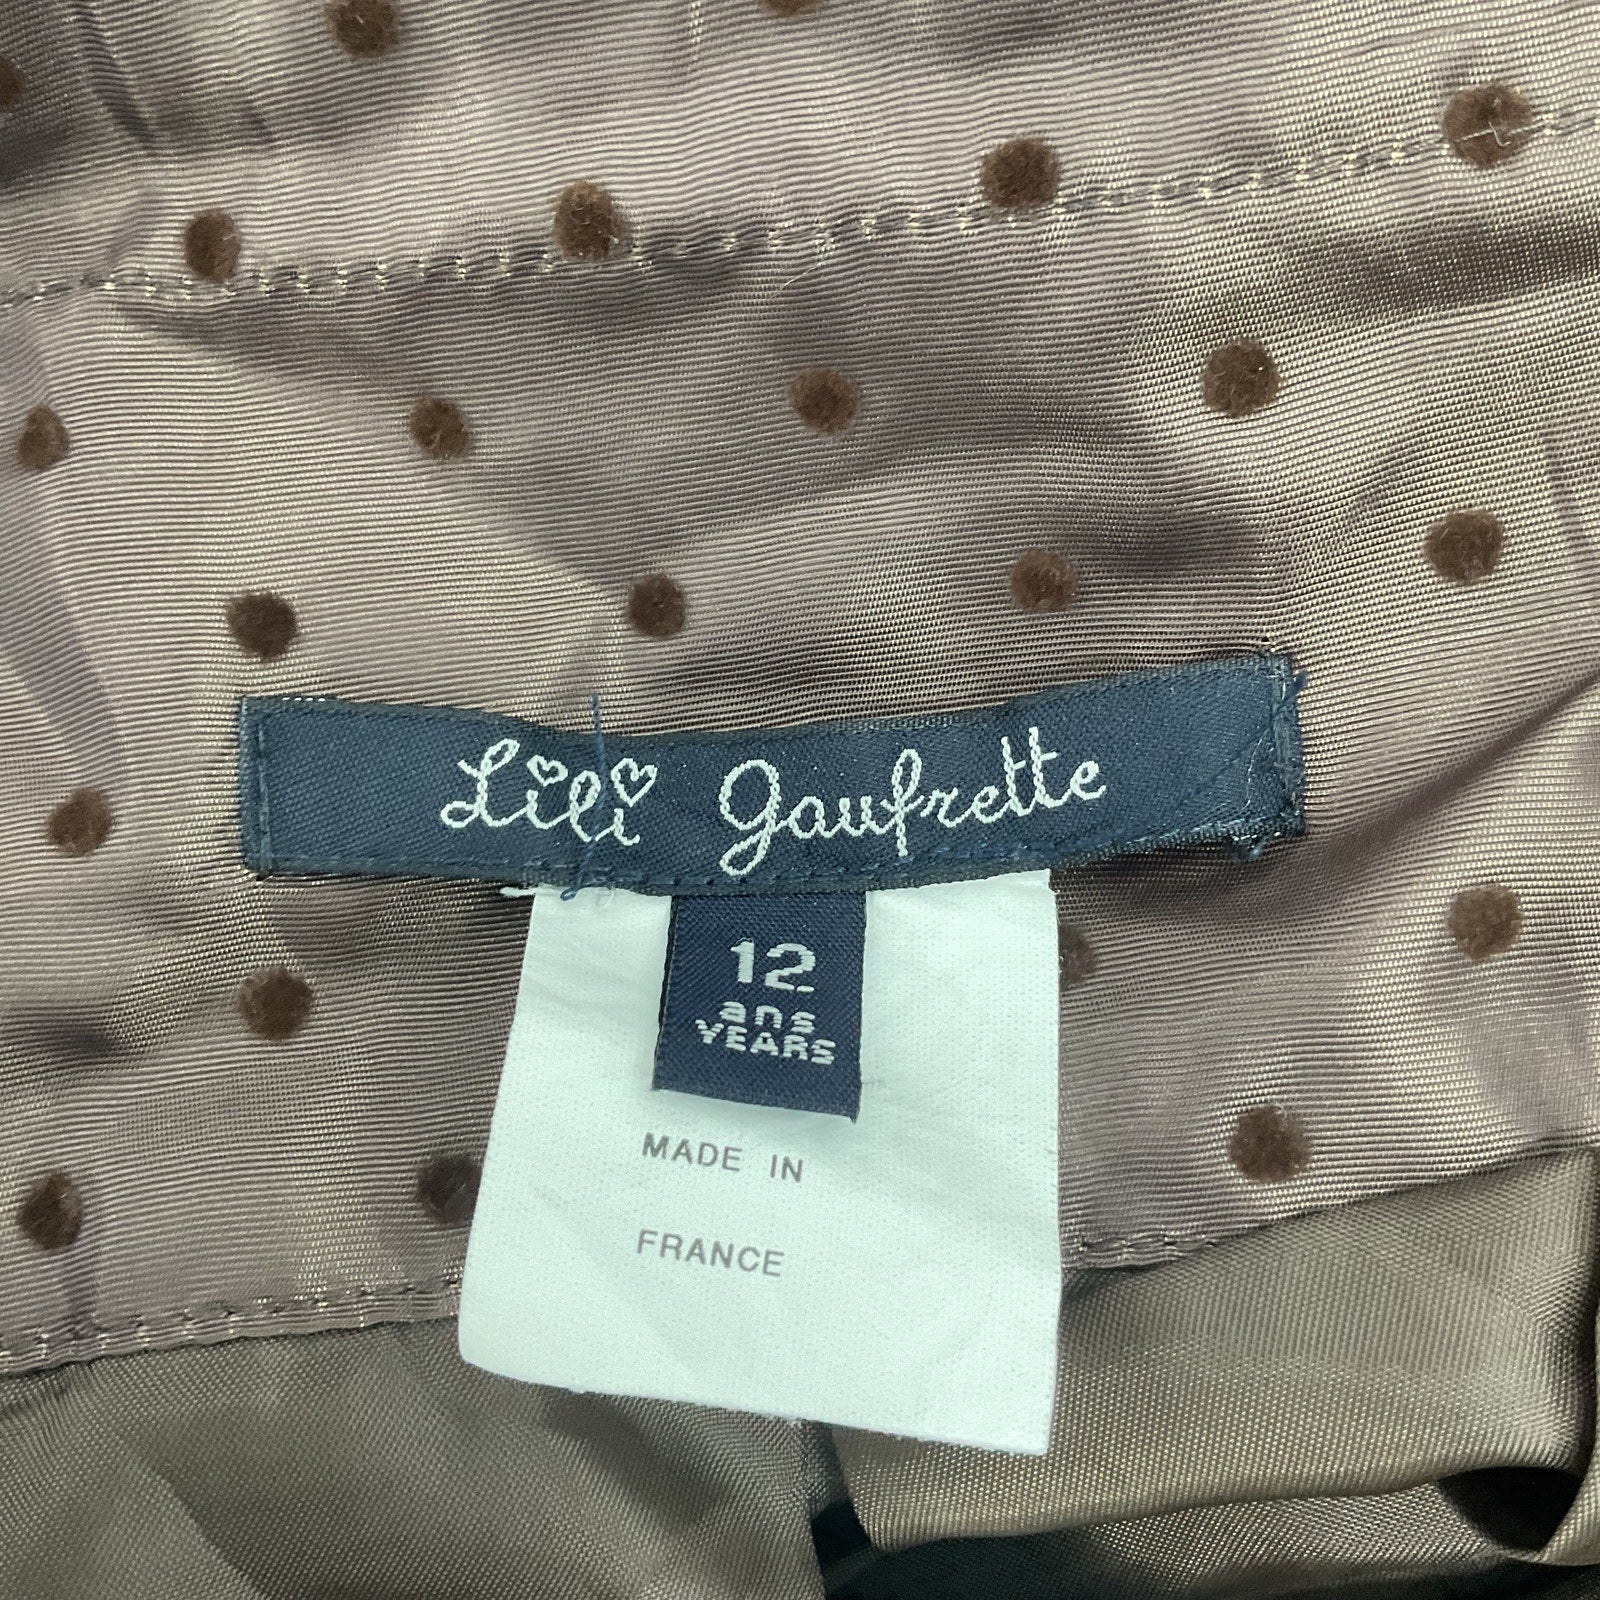 Lili gaufrette
12
ans
YEARS
MADE IN
FRANCE